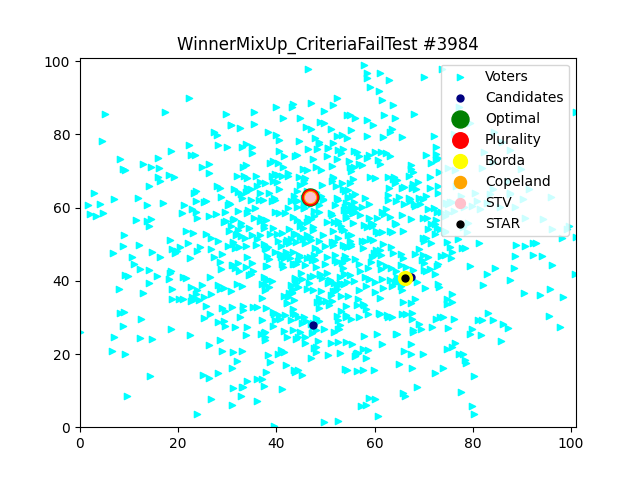 WinnerMixUp_CriteriaFailTest #3984
100
80
60
40
20
0
0
20
40
60
80
100
Voters
Candidates
Optimal
Plurality
Borda
Copeland
STV
STAR